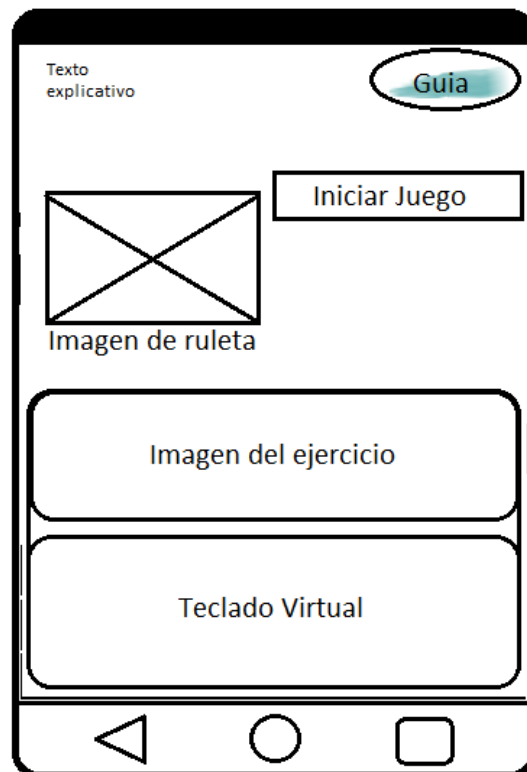 Texto
explicativo
Guia
Iniciar Juego
Imagen de ruleta
Imagen del ejercicio
Teclado Virtual